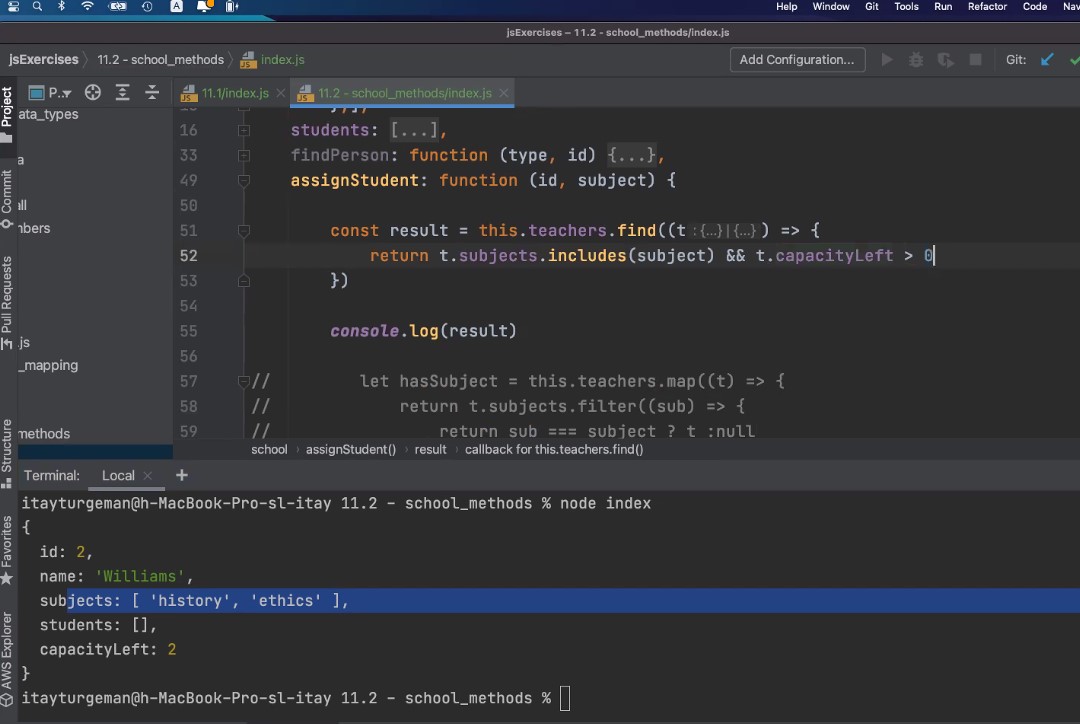 Help Window Git Tools Run Refactor Code Nav
jsExercises – 11.2 - school_methods/index.js
jsExercises 11.2 - school_methods index.js
Add Configuration... Git:
Project
P..
11.1/index.js 11.2 - school_methods/index.js
ata_types
a
all
mbers
.js
_mapping
methods
Commit
Pull Requests
Structure
Favorites
AWS Explorer
16 students: [...],
33 findPerson: function (type, id) {...},
49 assignStudent: function (id, subject) {
50
51 const result = this.teachers.find((t :{…}|{…} ) => {
52 return t.subjects.includes(subject) && t.capacityLeft > 0
53 })
54
55 console.log(result)
56
57 // let hasSubject = this.teachers.map((t) => {
58 // return t.subjects.filter((sub) => {
59 // return sub === subject ? t :null
school assignStudent() result callback for this.teachers.find()
Terminal: Local +
itayturgeman@h-MacBook-Pro-sl-itay 11.2 - school_methods % node index
{
id: 2,
name: 'Williams',
subjects: [ 'history', 'ethics' ],
students: [],
capacityLeft: 2
}
itayturgeman@h-MacBook-Pro-sl-itay 11.2 - school_methods %